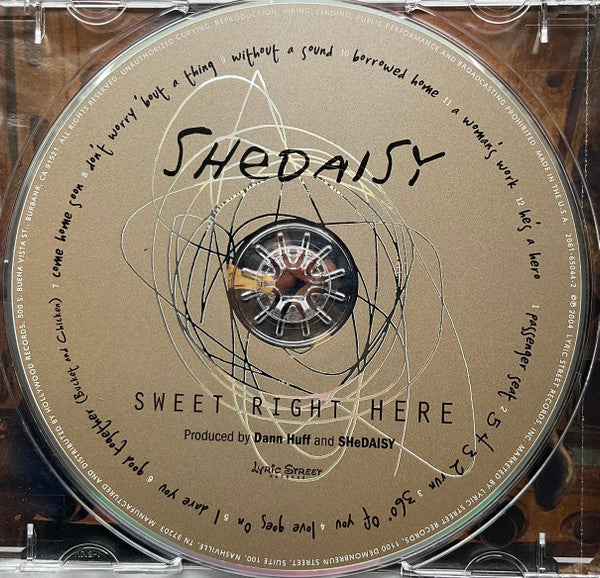 SHeDAISY
SWEET RIGHT HERE
Produced by Dann Huff and SHeDAISY
LYRIC STREET
RECORDS
1 passenger seat 2 5 4 3 2 run 3 360° of you 4 love goes on 5 I dare you 6 good together (Bucket and Chicken) 7 come home soon 8 don't worry 'bout a thing 9 without a sound 10 borrowed home 11 a woman's work 12 he's a hero
2061-65044-2 ℗© 2004 LYRIC STREET RECORDS, INC. MARKETED BY LYRIC STREET RECORDS, 1100 DEMONBREUN STREET, SUITE 100, NASHVILLE, TN 37203 MANUFACTURED AND DISTRIBUTED BY HOLLYWOOD RECORDS, 500 S. BUENA VISTA ST., BURBANK, CA 91521. ALL RIGHTS RESERVED. UNAUTHORIZED COPYING, REPRODUCTION, HIRING, LENDING, PUBLIC PERFORMANCE AND BROADCASTING PROHIBITED. MADE IN THE U.S.A.